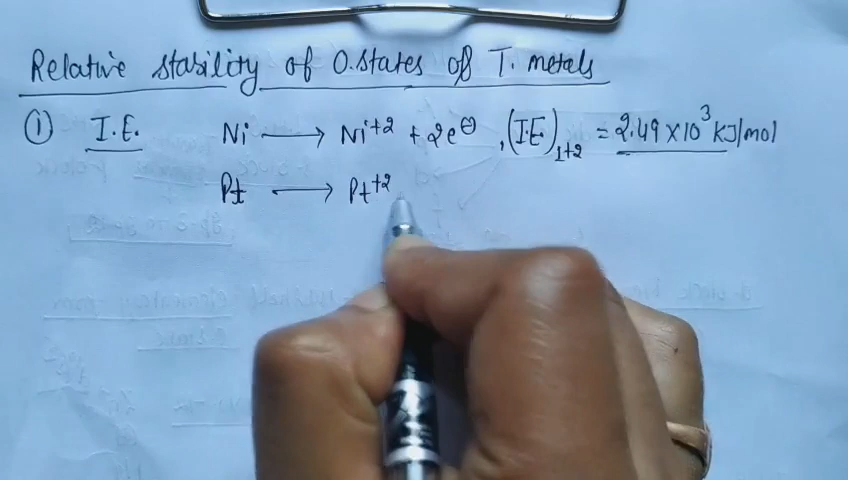 Relative stability of O.states of T. metals
① I.E. Ni ⟶ Ni⁺² + 2e⊖ , (I.E)₁₊₂ = 2.49 × 10³ kJ/mol
Pt ⟶ Pt⁺²